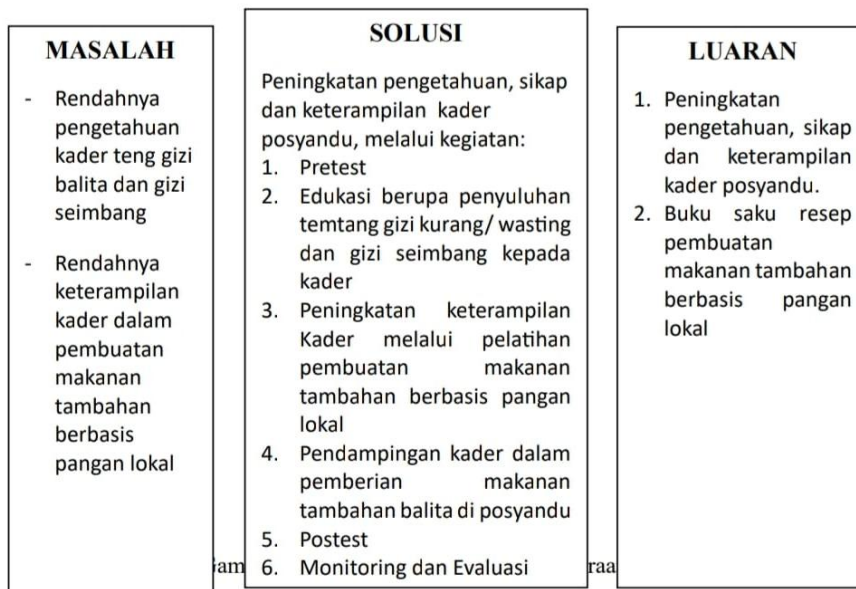 MASALAH
- Rendahnya
pengetahuan
kader teng gizi
balita dan gizi
seimbang
- Rendahnya
keterampilan
kader dalam
pembuatan
makanan
tambahan
berbasis
pangan lokal
SOLUSI
Peningkatan pengetahuan, sikap
dan keterampilan kader
posyandu, melalui kegiatan:
1. Pretest
2. Edukasi berupa penyuluhan
temtang gizi kurang/ wasting
dan gizi seimbang kepada
kader
3. Peningkatan keterampilan
Kader melalui pelatihan
pembuatan makanan
tambahan berbasis pangan
lokal
4. Pendampingan kader dalam
pemberian makanan
tambahan balita di posyandu
5. Postest
6. Monitoring dan Evaluasi
LUARAN
1. Peningkatan
pengetahuan, sikap
dan keterampilan
kader posyandu.
2. Buku saku resep
pembuatan
makanan tambahan
berbasis pangan
lokal